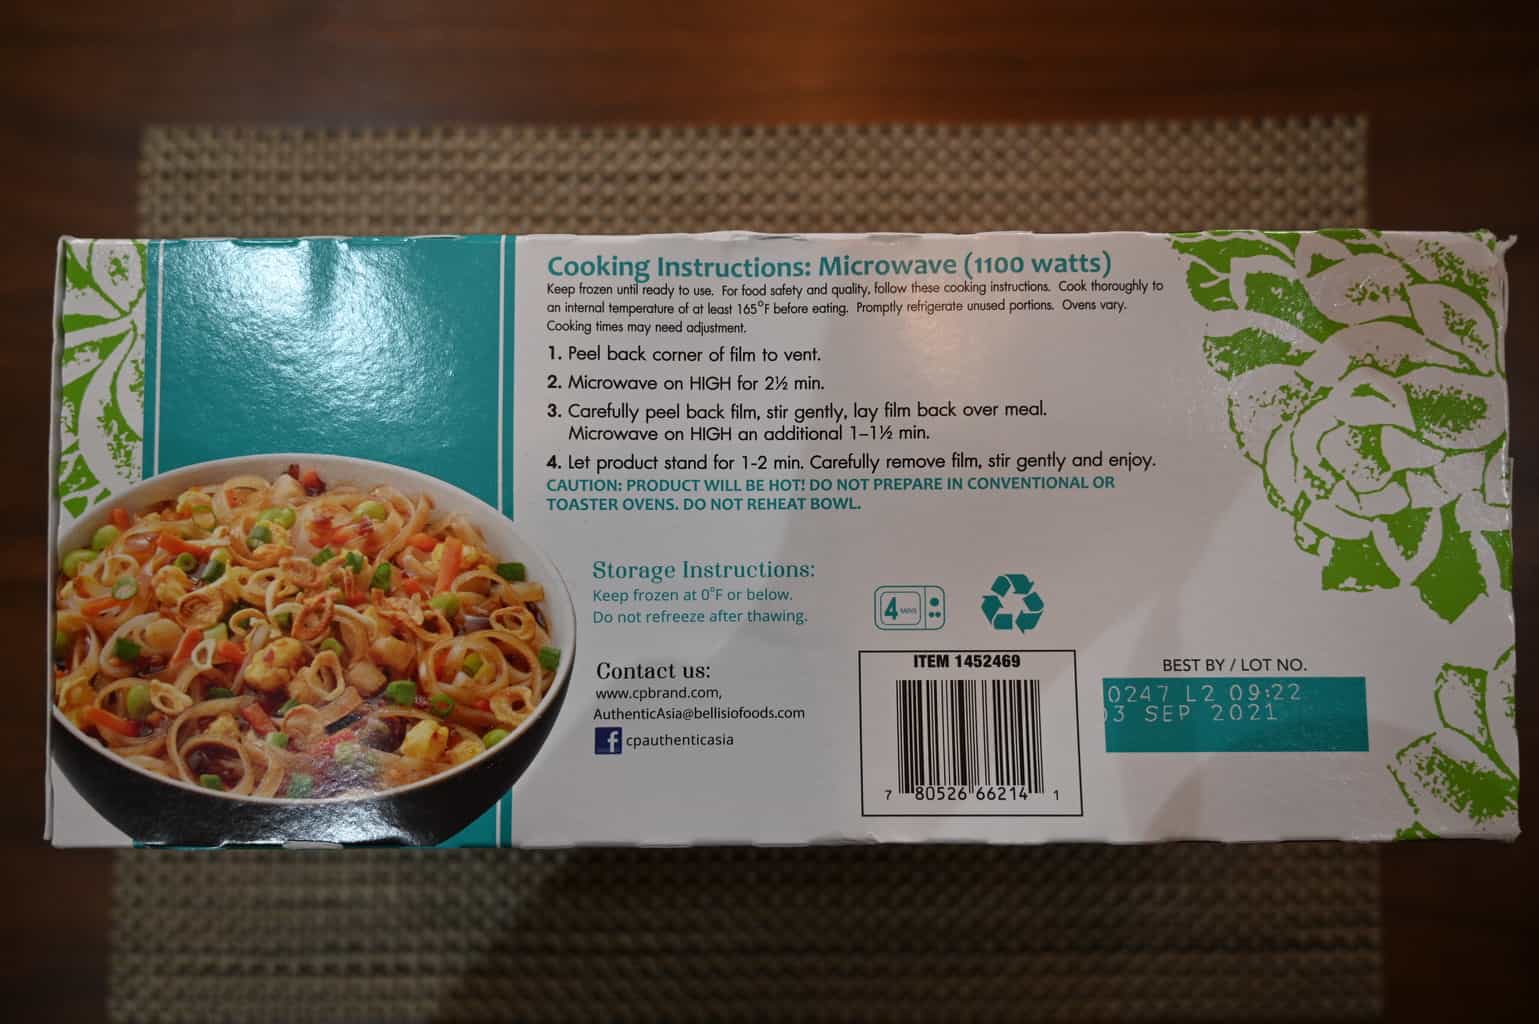 Cooking Instructions: Microwave (1100 watts)
Keep frozen until ready to use. For food safety and quality, follow these cooking instructions. Cook thoroughly to
an internal temperature of at least 165°F before eating. Promptly refrigerate unused portions. Ovens vary.
Cooking times may need adjustment.
1. Peel back corner of film to vent.
2. Microwave on HIGH for 2½ min.
3. Carefully peel back film, stir gently, lay film back over meal.
Microwave on HIGH an additional 1–1½ min.
4. Let product stand for 1-2 min. Carefully remove film, stir gently and enjoy.
CAUTION: PRODUCT WILL BE HOT! DO NOT PREPARE IN CONVENTIONAL OR
TOASTER OVENS. DO NOT REHEAT BOWL.
Storage Instructions:
Keep frozen at 0°F or below.
Do not refreeze after thawing.
Contact us:
www.cpbrand.com,
AuthenticAsia@bellisiofoods.com
f cpauthenticasia
4 MINS
ITEM 1452469
7 80526 66214 1
BEST BY / LOT NO.
0247 L2 09:22
03 SEP 2021